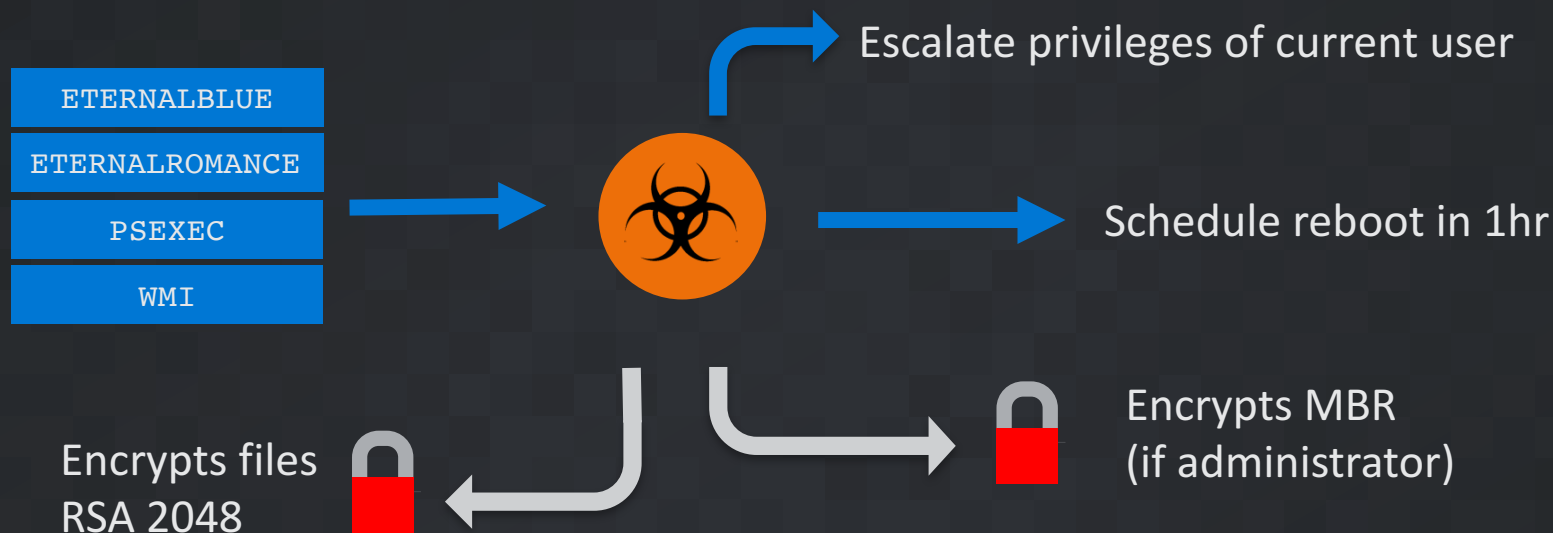 Escalate privileges of current user
ETERNALBLUE
ETERNALROMANCE
PSEXEC
WMI
Schedule reboot in 1hr
Encrypts files
RSA 2048
Encrypts MBR
(if administrator)